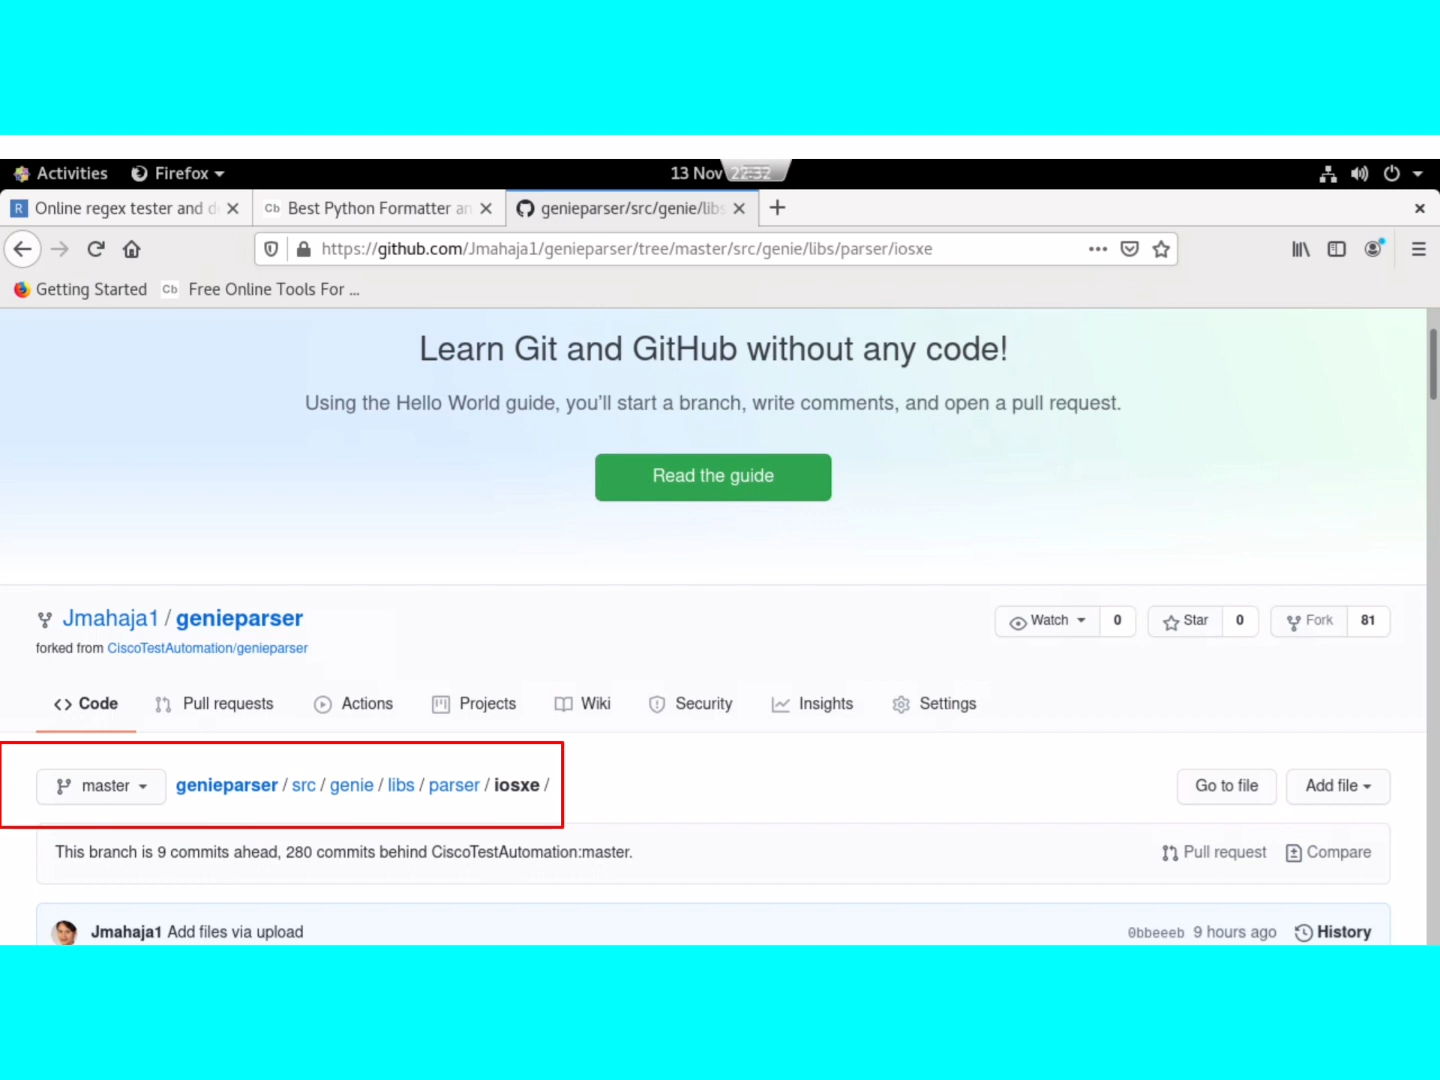 Activities Firefox 13 Nov 22:32
R Online regex tester and d Cb Best Python Formatter an genieparser/src/genie/libs
https://github.com/Jmahaja1/genieparser/tree/master/src/genie/libs/parser/iosxe
Getting Started Cb Free Online Tools For ...
Learn Git and GitHub without any code!
Using the Hello World guide, you'll start a branch, write comments, and open a pull request.
Read the guide
Jmahaja1 / genieparser Watch 0 Star 0 Fork 81
forked from CiscoTestAutomation/genieparser
<> Code Pull requests Actions Projects Wiki Security Insights Settings
master genieparser / src / genie / libs / parser / iosxe / Go to file Add file
This branch is 9 commits ahead, 280 commits behind CiscoTestAutomation:master. Pull request Compare
Jmahaja1 Add files via upload 0bbeeeb 9 hours ago History